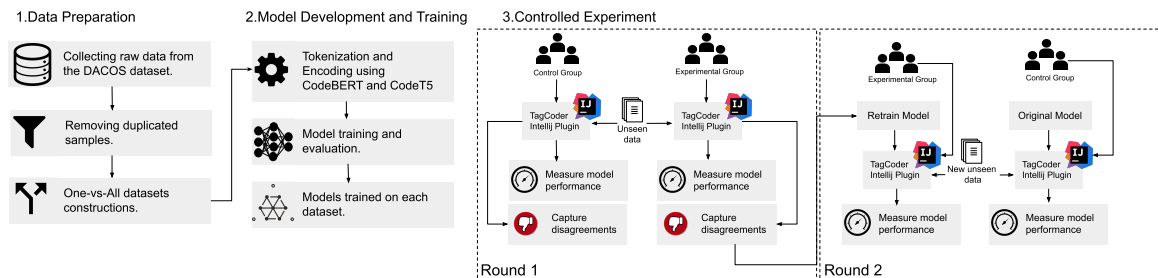 1.Data Preparation
Collecting raw data from
the DACOS dataset.
Removing duplicated
samples.
One-vs-All datasets
constructions.
2.Model Development and Training
Tokenization and
Encoding using
CodeBERT and CodeT5
Model training and
evaluation.
Models trained on each
dataset.
3.Controlled Experiment
Control Group
TagCoder
Intellij Plugin
IJ
Measure model
performance
Capture
disagreements
Unseen
data
Experimental Group
TagCoder
Intellij Plugin
IJ
Measure model
performance
Capture
disagreements
Round 1
Experimental Group
Retrain Model
TagCoder
Intellij Plugin
IJ
Measure model
performance
New unseen
data
Control Group
Original Model
TagCoder
Intellij Plugin
IJ
Measure model
performance
Round 2